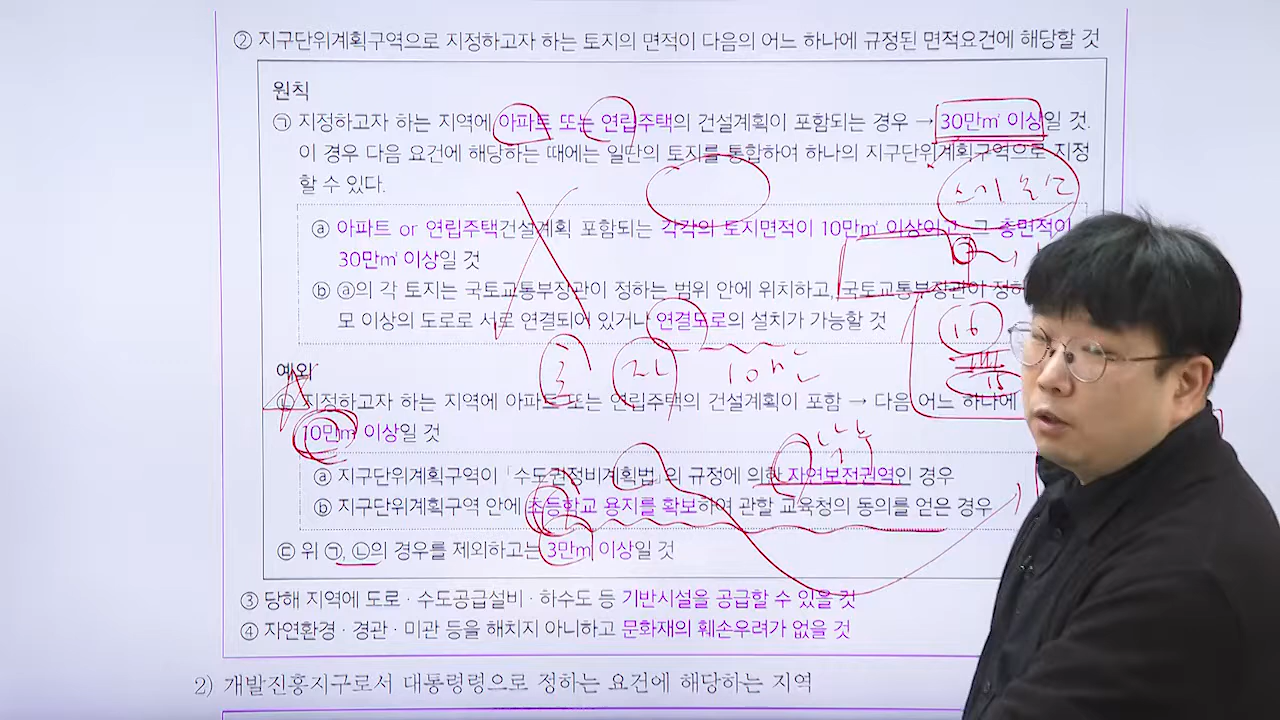 ② 지구단위계획구역으로 지정하고자 하는 토지의 면적이 다음의 어느 하나에 규정된 면적요건에 해당할 것
원칙
㉠ 지정하고자 하는 지역에 아파트 또는 연립주택의 건설계획이 포함되는 경우 → 30만㎡ 이상일 것.
이 경우 다음 요건에 해당하는 때에는 일단의 토지를 통합하여 하나의 지구단위계획구역으로 지정
할 수 있다.
ⓐ 아파트 or 연립주택건설계획 포함되는 각각의 토지면적이 10만㎡ 이상이고, 그 총면적이
30만㎡ 이상일 것
ⓑ ⓐ의 각 토지는 국토교통부장관이 정하는 범위 안에 위치하고, 국토교통부장관이 정하
모 이상의 도로로 서로 연결되어 있거나 연결도로의 설치가 가능할 것
초 자 10만
예외
㉡ 지정하고자 하는 지역에 아파트 또는 연립주택의 건설계획이 포함 → 다음 어느 하나에
10만㎡ 이상일 것
ⓐ 지구단위계획구역이 「수도권정비계획법」의 규정에 의한 자연보전권역인 경우
ⓑ 지구단위계획구역 안에 초등학교 용지를 확보하여 관할 교육청의 동의를 얻은 경우
㉢ 위 ㉠, ㉡의 경우를 제외하고는 3만㎡ 이상일 것
③ 당해 지역에 도로 · 수도공급설비 · 하수도 등 기반시설을 공급할 수 있을 것
④ 자연환경 · 경관 · 미관 등을 해치지 아니하고 문화재의 훼손우려가 없을 것
2) 개발진흥지구로서 대통령령으로 정하는 요건에 해당하는 지역